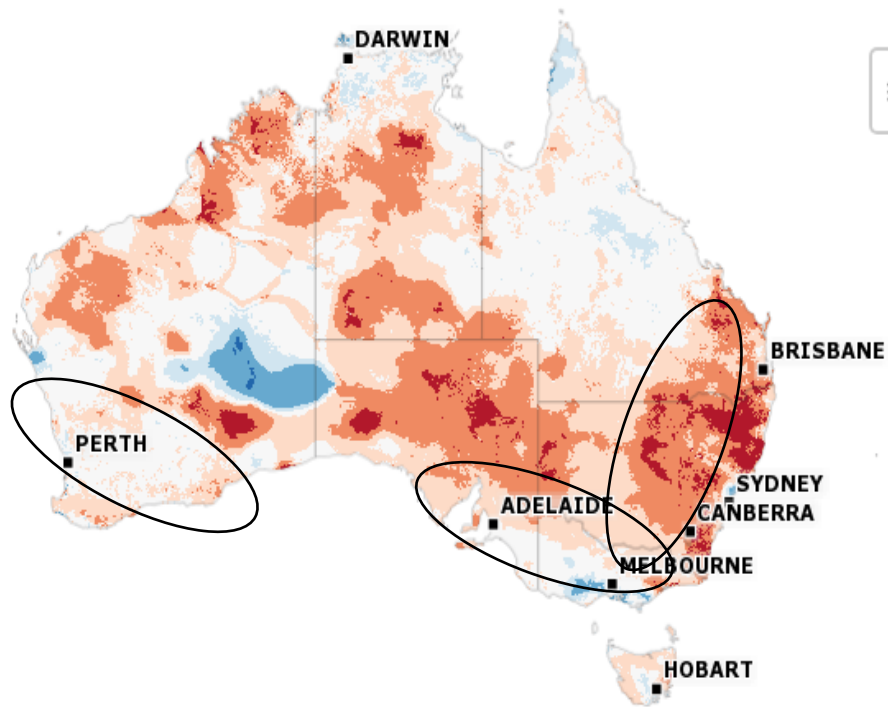 DARWIN
BRISBANE
PERTH
SYDNEY
ADELAIDE
CANBERRA
MELBOURNE
HOBART